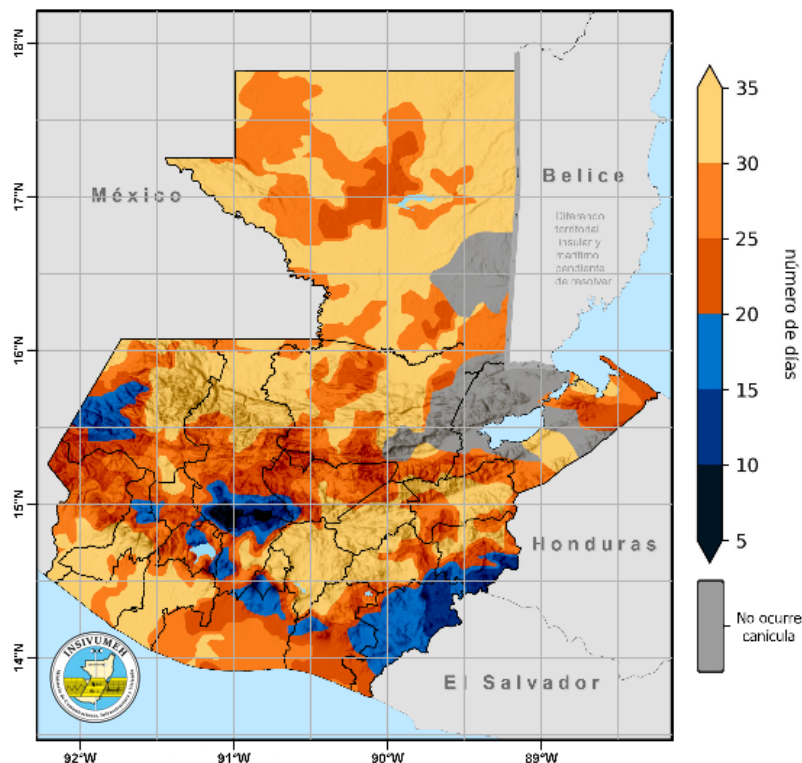 18°N
17°N
16°N
15°N
14°N
México
Belice
Diferendo
territorial
insular y
marítimo
pendiente
de resolver
Honduras
El Salvador
INSIVUMEH
92°W
91°W
90°W
89°W
35
30
25
20
15
10
5
número de días
No ocurre
canícula